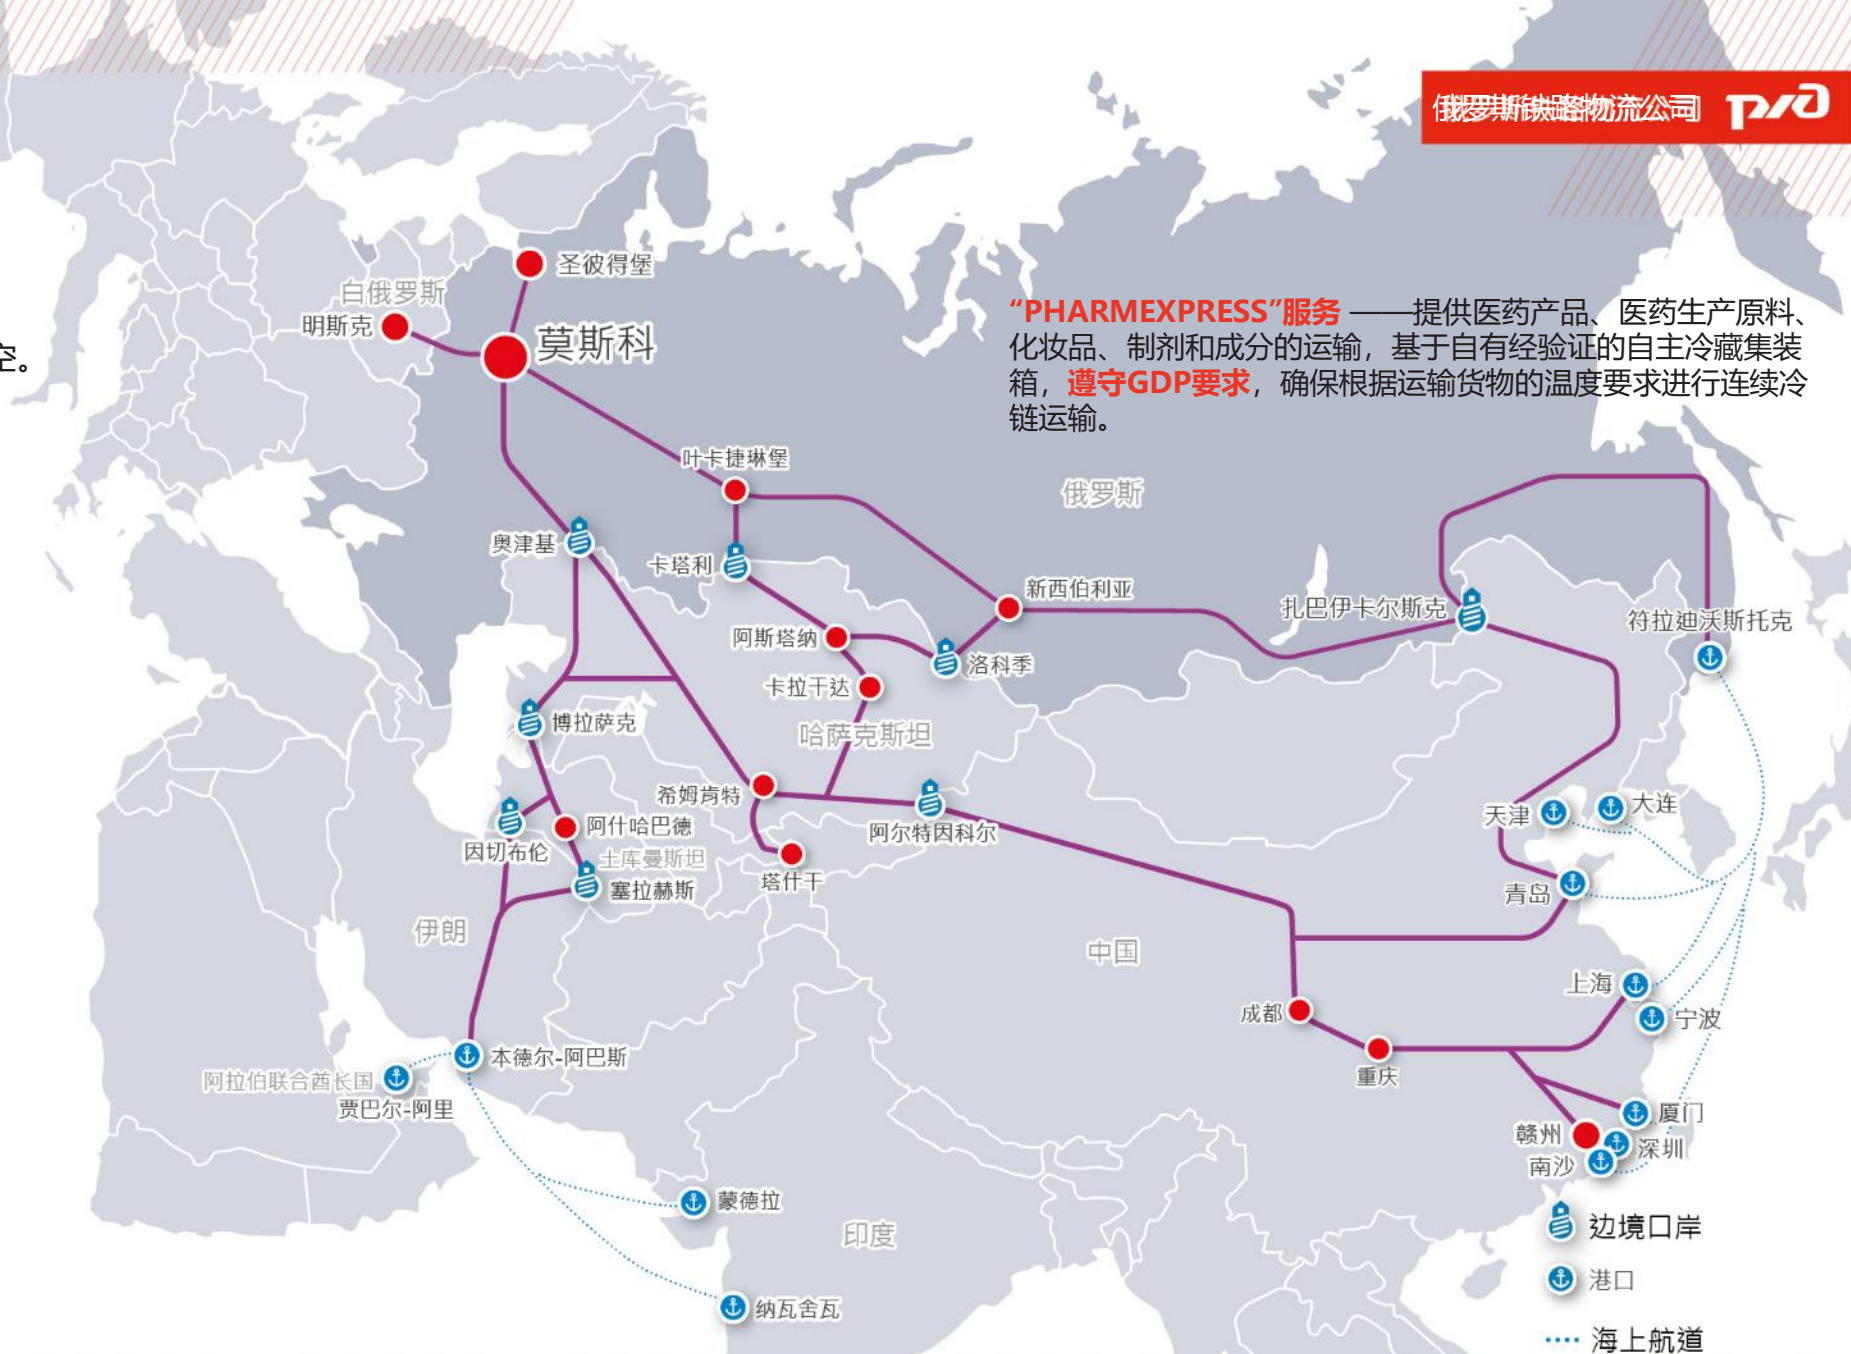 俄罗斯铁路物流公司
圣彼得堡
白俄罗斯
明斯克
莫斯科
空。
“PHARMEXPRESS”服务 ——提供医药产品、医药生产原料、
化妆品、制剂和成分的运输，基于自有经验证的自主冷藏集装
箱，遵守GDP要求，确保根据运输货物的温度要求进行连续冷
链运输。
叶卡捷琳堡
俄罗斯
奥津基
卡塔利
新西伯利亚
扎巴伊卡尔斯克
符拉迪沃斯托克
阿斯塔纳
洛科季
卡拉干达
博拉萨克
哈萨克斯坦
希姆肯特
阿尔特因科尔
天津
大连
阿什哈巴德
因切布伦
土库曼斯坦
塞拉赫斯
塔什干
青岛
伊朗
中国
上海
成都
宁波
本德尔-阿巴斯
阿拉伯联合酋长国
贾巴尔-阿里
重庆
厦门
赣州
深圳
南沙
蒙德拉
印度
边境口岸
港口
纳瓦舍瓦
海上航道